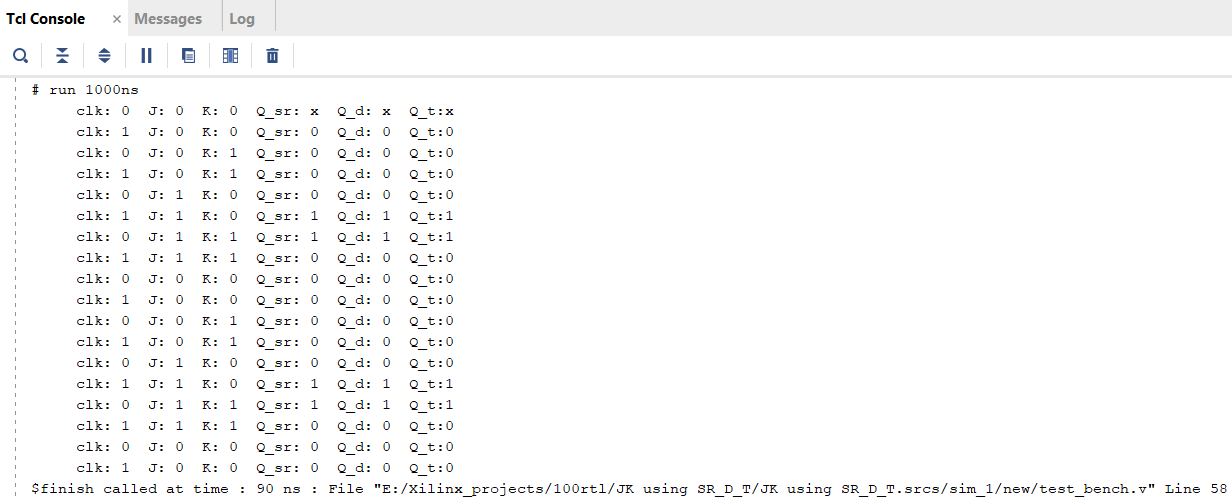 Tcl Console × Messages Log
# run 1000ns
clk: 0 J: 0 K: 0 Q_sr: x Q_d: x Q_t:x
clk: 1 J: 0 K: 0 Q_sr: 0 Q_d: 0 Q_t:0
clk: 0 J: 0 K: 1 Q_sr: 0 Q_d: 0 Q_t:0
clk: 1 J: 0 K: 1 Q_sr: 0 Q_d: 0 Q_t:0
clk: 0 J: 1 K: 0 Q_sr: 0 Q_d: 0 Q_t:0
clk: 1 J: 1 K: 0 Q_sr: 1 Q_d: 1 Q_t:1
clk: 0 J: 1 K: 1 Q_sr: 1 Q_d: 1 Q_t:1
clk: 1 J: 1 K: 1 Q_sr: 0 Q_d: 0 Q_t:0
clk: 0 J: 0 K: 0 Q_sr: 0 Q_d: 0 Q_t:0
clk: 1 J: 0 K: 0 Q_sr: 0 Q_d: 0 Q_t:0
clk: 0 J: 0 K: 1 Q_sr: 0 Q_d: 0 Q_t:0
clk: 1 J: 0 K: 1 Q_sr: 0 Q_d: 0 Q_t:0
clk: 0 J: 1 K: 0 Q_sr: 0 Q_d: 0 Q_t:0
clk: 1 J: 1 K: 0 Q_sr: 1 Q_d: 1 Q_t:1
clk: 0 J: 1 K: 1 Q_sr: 1 Q_d: 1 Q_t:1
clk: 1 J: 1 K: 1 Q_sr: 0 Q_d: 0 Q_t:0
clk: 0 J: 0 K: 0 Q_sr: 0 Q_d: 0 Q_t:0
clk: 1 J: 0 K: 0 Q_sr: 0 Q_d: 0 Q_t:0
$finish called at time : 90 ns : File "E:/Xilinx_projects/100rtl/JK using SR_D_T/JK using SR_D_T.srcs/sim_1/new/test_bench.v" Line 58